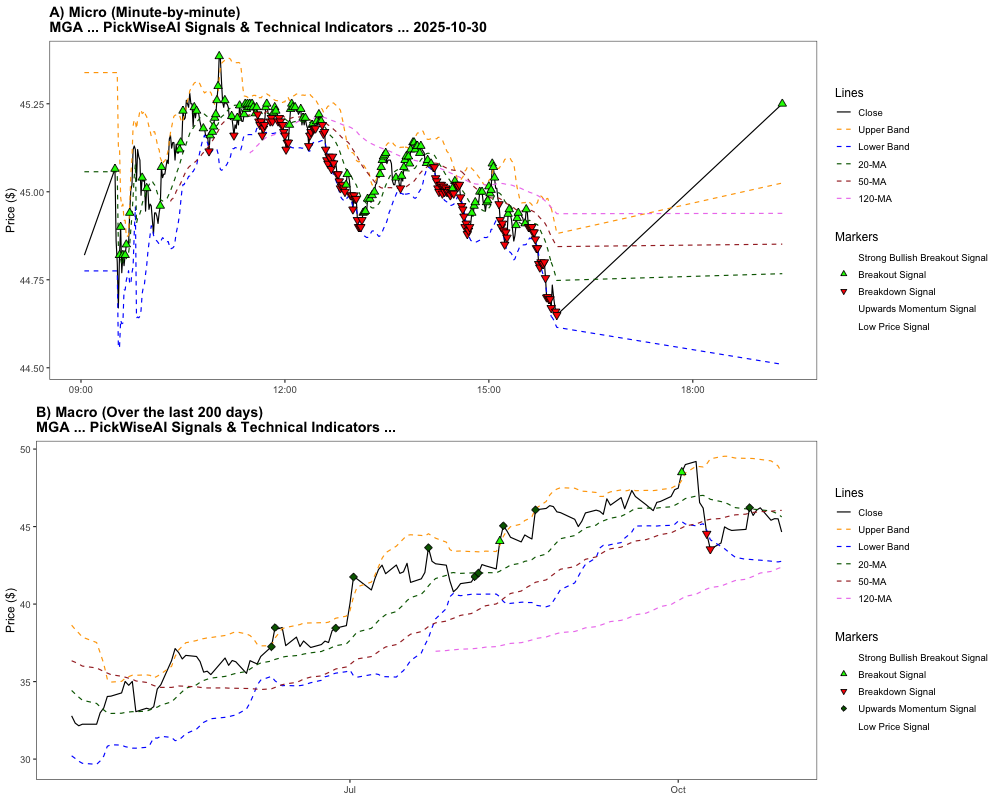 A) Micro (Minute-by-minute)
MGA ... PickWiseAI Signals & Technical Indicators ... 2025-10-30
Price ($)
45.25
45.00
44.75
44.50
09:00
12:00
15:00
18:00
Lines
Close
Upper Band
Lower Band
20-MA
50-MA
120-MA
Markers
Strong Bullish Breakout Signal
Breakout Signal
Breakdown Signal
Upwards Momentum Signal
Low Price Signal
B) Macro (Over the last 200 days)
MGA ... PickWiseAI Signals & Technical Indicators ...
Price ($)
50
45
40
35
30
Jul
Oct
Lines
Close
Upper Band
Lower Band
20-MA
50-MA
120-MA
Markers
Strong Bullish Breakout Signal
Breakout Signal
Breakdown Signal
Upwards Momentum Signal
Low Price Signal